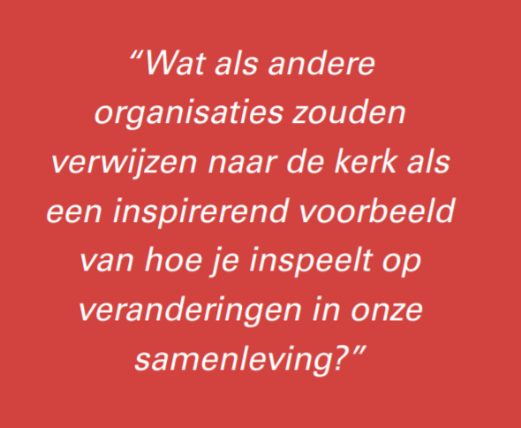 “Wat als andere
organisaties zouden
verwijzen naar de kerk als
een inspirerend voorbeeld
van hoe je inspeelt op
veranderingen in onze
samenleving?”